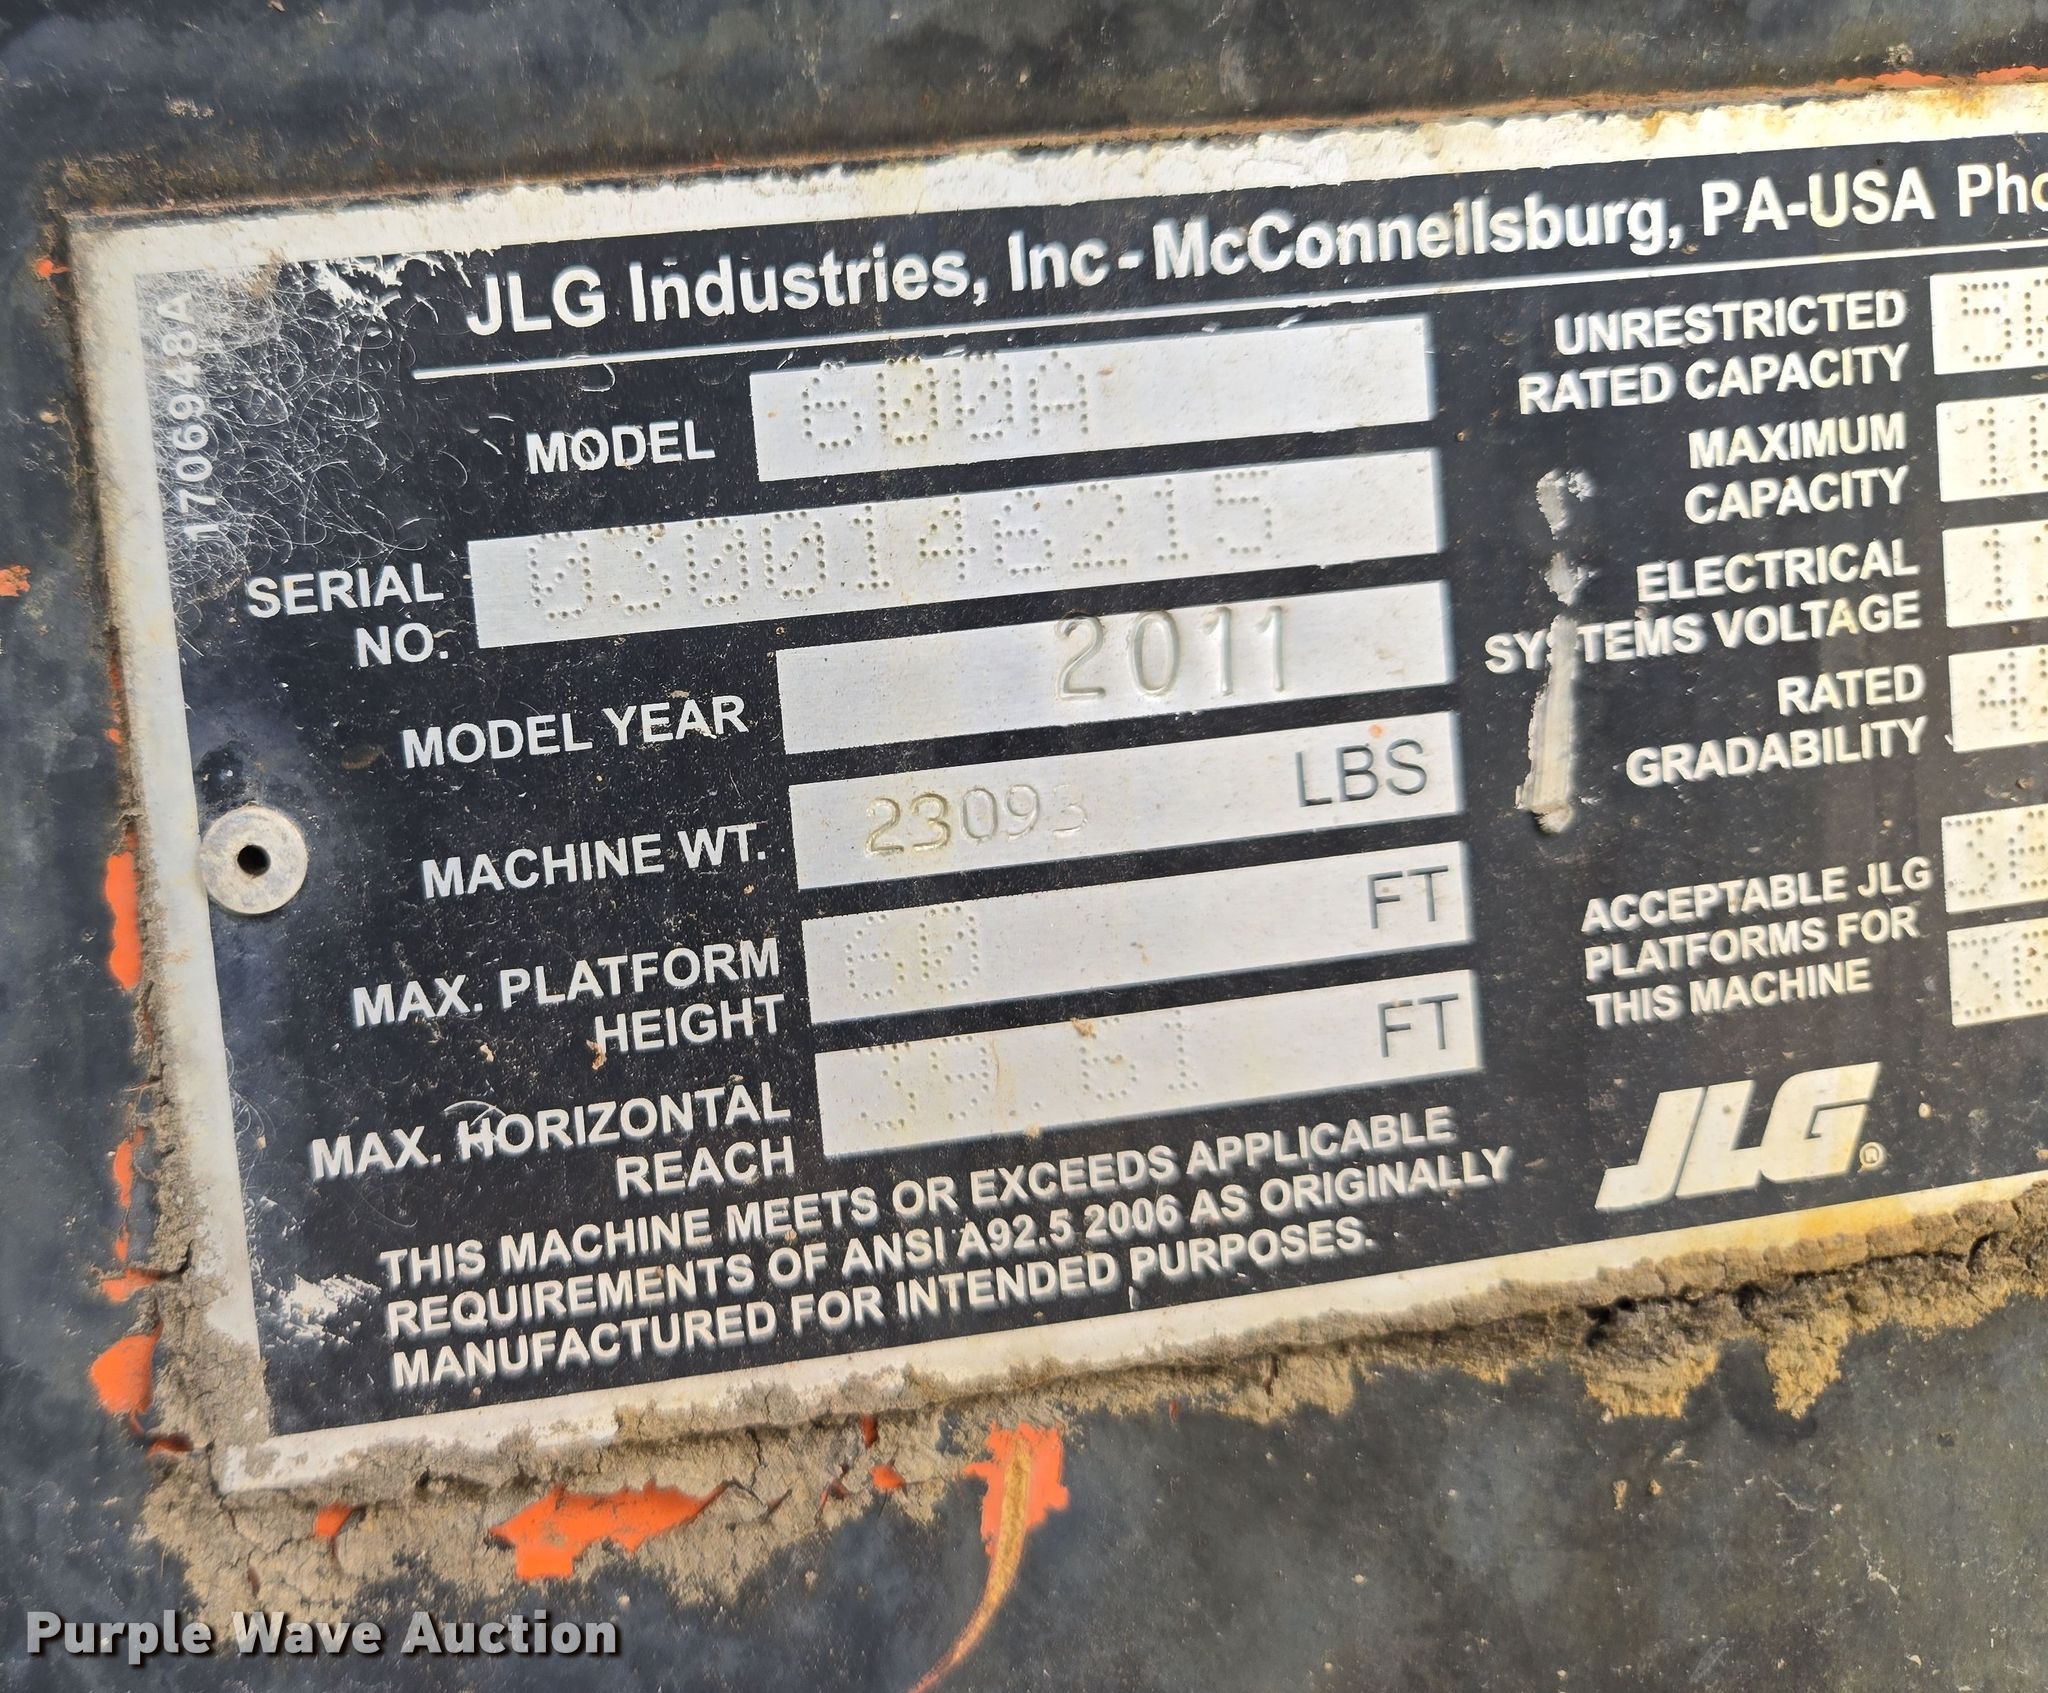 JLG Industries, Inc - McConnellsburg, PA-USA
1706948A
MODEL 600A
SERIAL NO. 0300146215
MODEL YEAR 2011
MACHINE WT. 23093 LBS
MAX. PLATFORM HEIGHT 60 FT
MAX. HORIZONTAL REACH FT
UNRESTRICTED
RATED CAPACITY
MAXIMUM
CAPACITY
ELECTRICAL
SYSTEMS VOLTAGE
RATED
GRADABILITY
ACCEPTABLE JLG
PLATFORMS FOR
THIS MACHINE
JLG®
THIS MACHINE MEETS OR EXCEEDS APPLICABLE
REQUIREMENTS OF ANSI A92.5 2006 AS ORIGINALLY
MANUFACTURED FOR INTENDED PURPOSES.
Purple Wave Auction